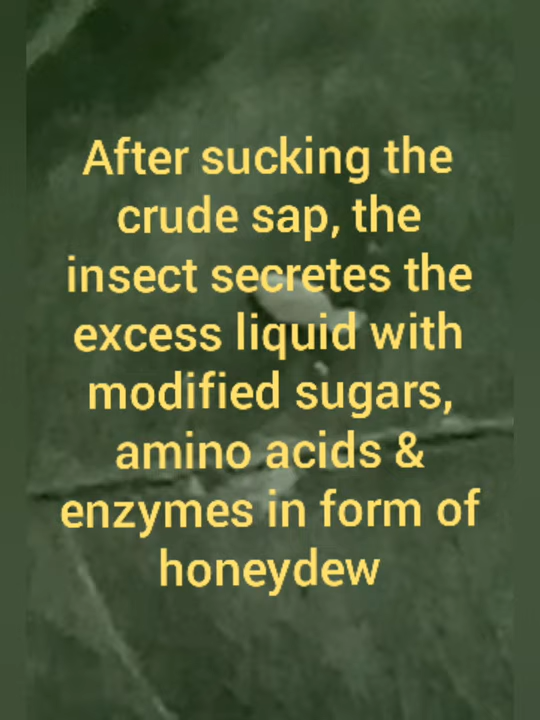 After sucking the
crude sap, the
insect secretes the
excess liquid with
modified sugars,
amino acids &
enzymes in form of
honeydew